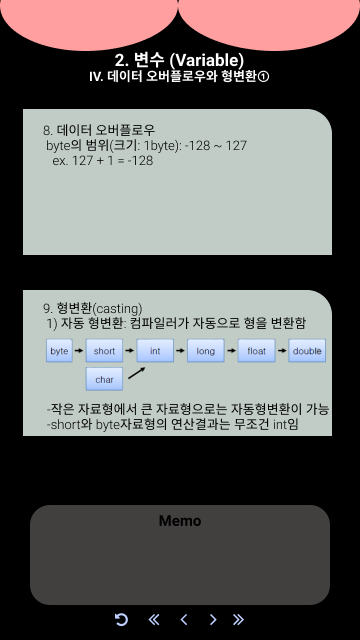 2. 변수 (Variable)
IV. 데이터 오버플로우와 형변환①
8. 데이터 오버플로우
byte의 범위(크기: 1byte): -128 ~ 127
ex. 127 + 1 = -128
9. 형변환(casting)
1) 자동 형변환: 컴파일러가 자동으로 형을 변환함
byte short int long float double
char
-작은 자료형에서 큰 자료형으로는 자동형변환이 가능
-short와 byte자료형의 연산결과는 무조건 int임
Memo